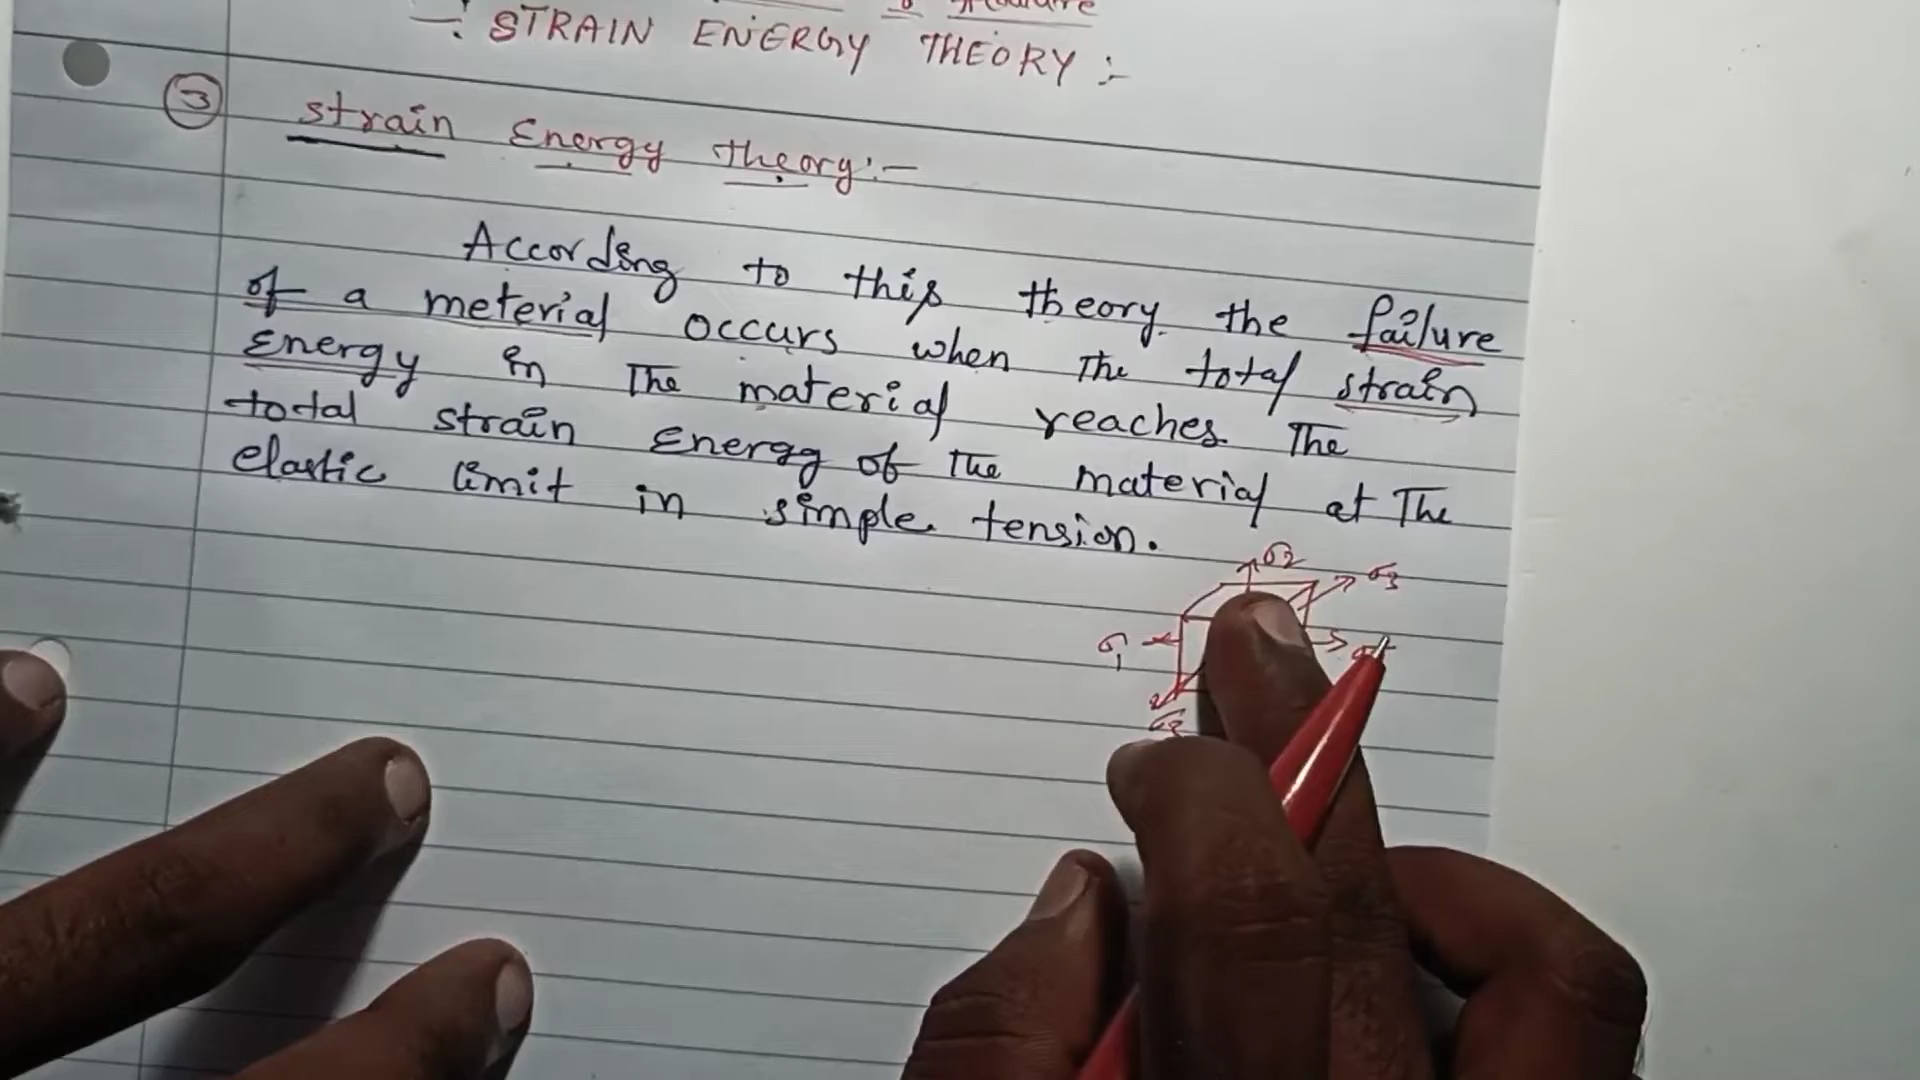 -: STRAIN ENERGY THEORY :-
③ strain Energy theory:-
According to this theory the failure
of a meterial occurs when The total strain
Energy in The material reaches The
total strain Energy of The material at The
elastic limit in simple tension.
σ2
σ3
σ1
σ3